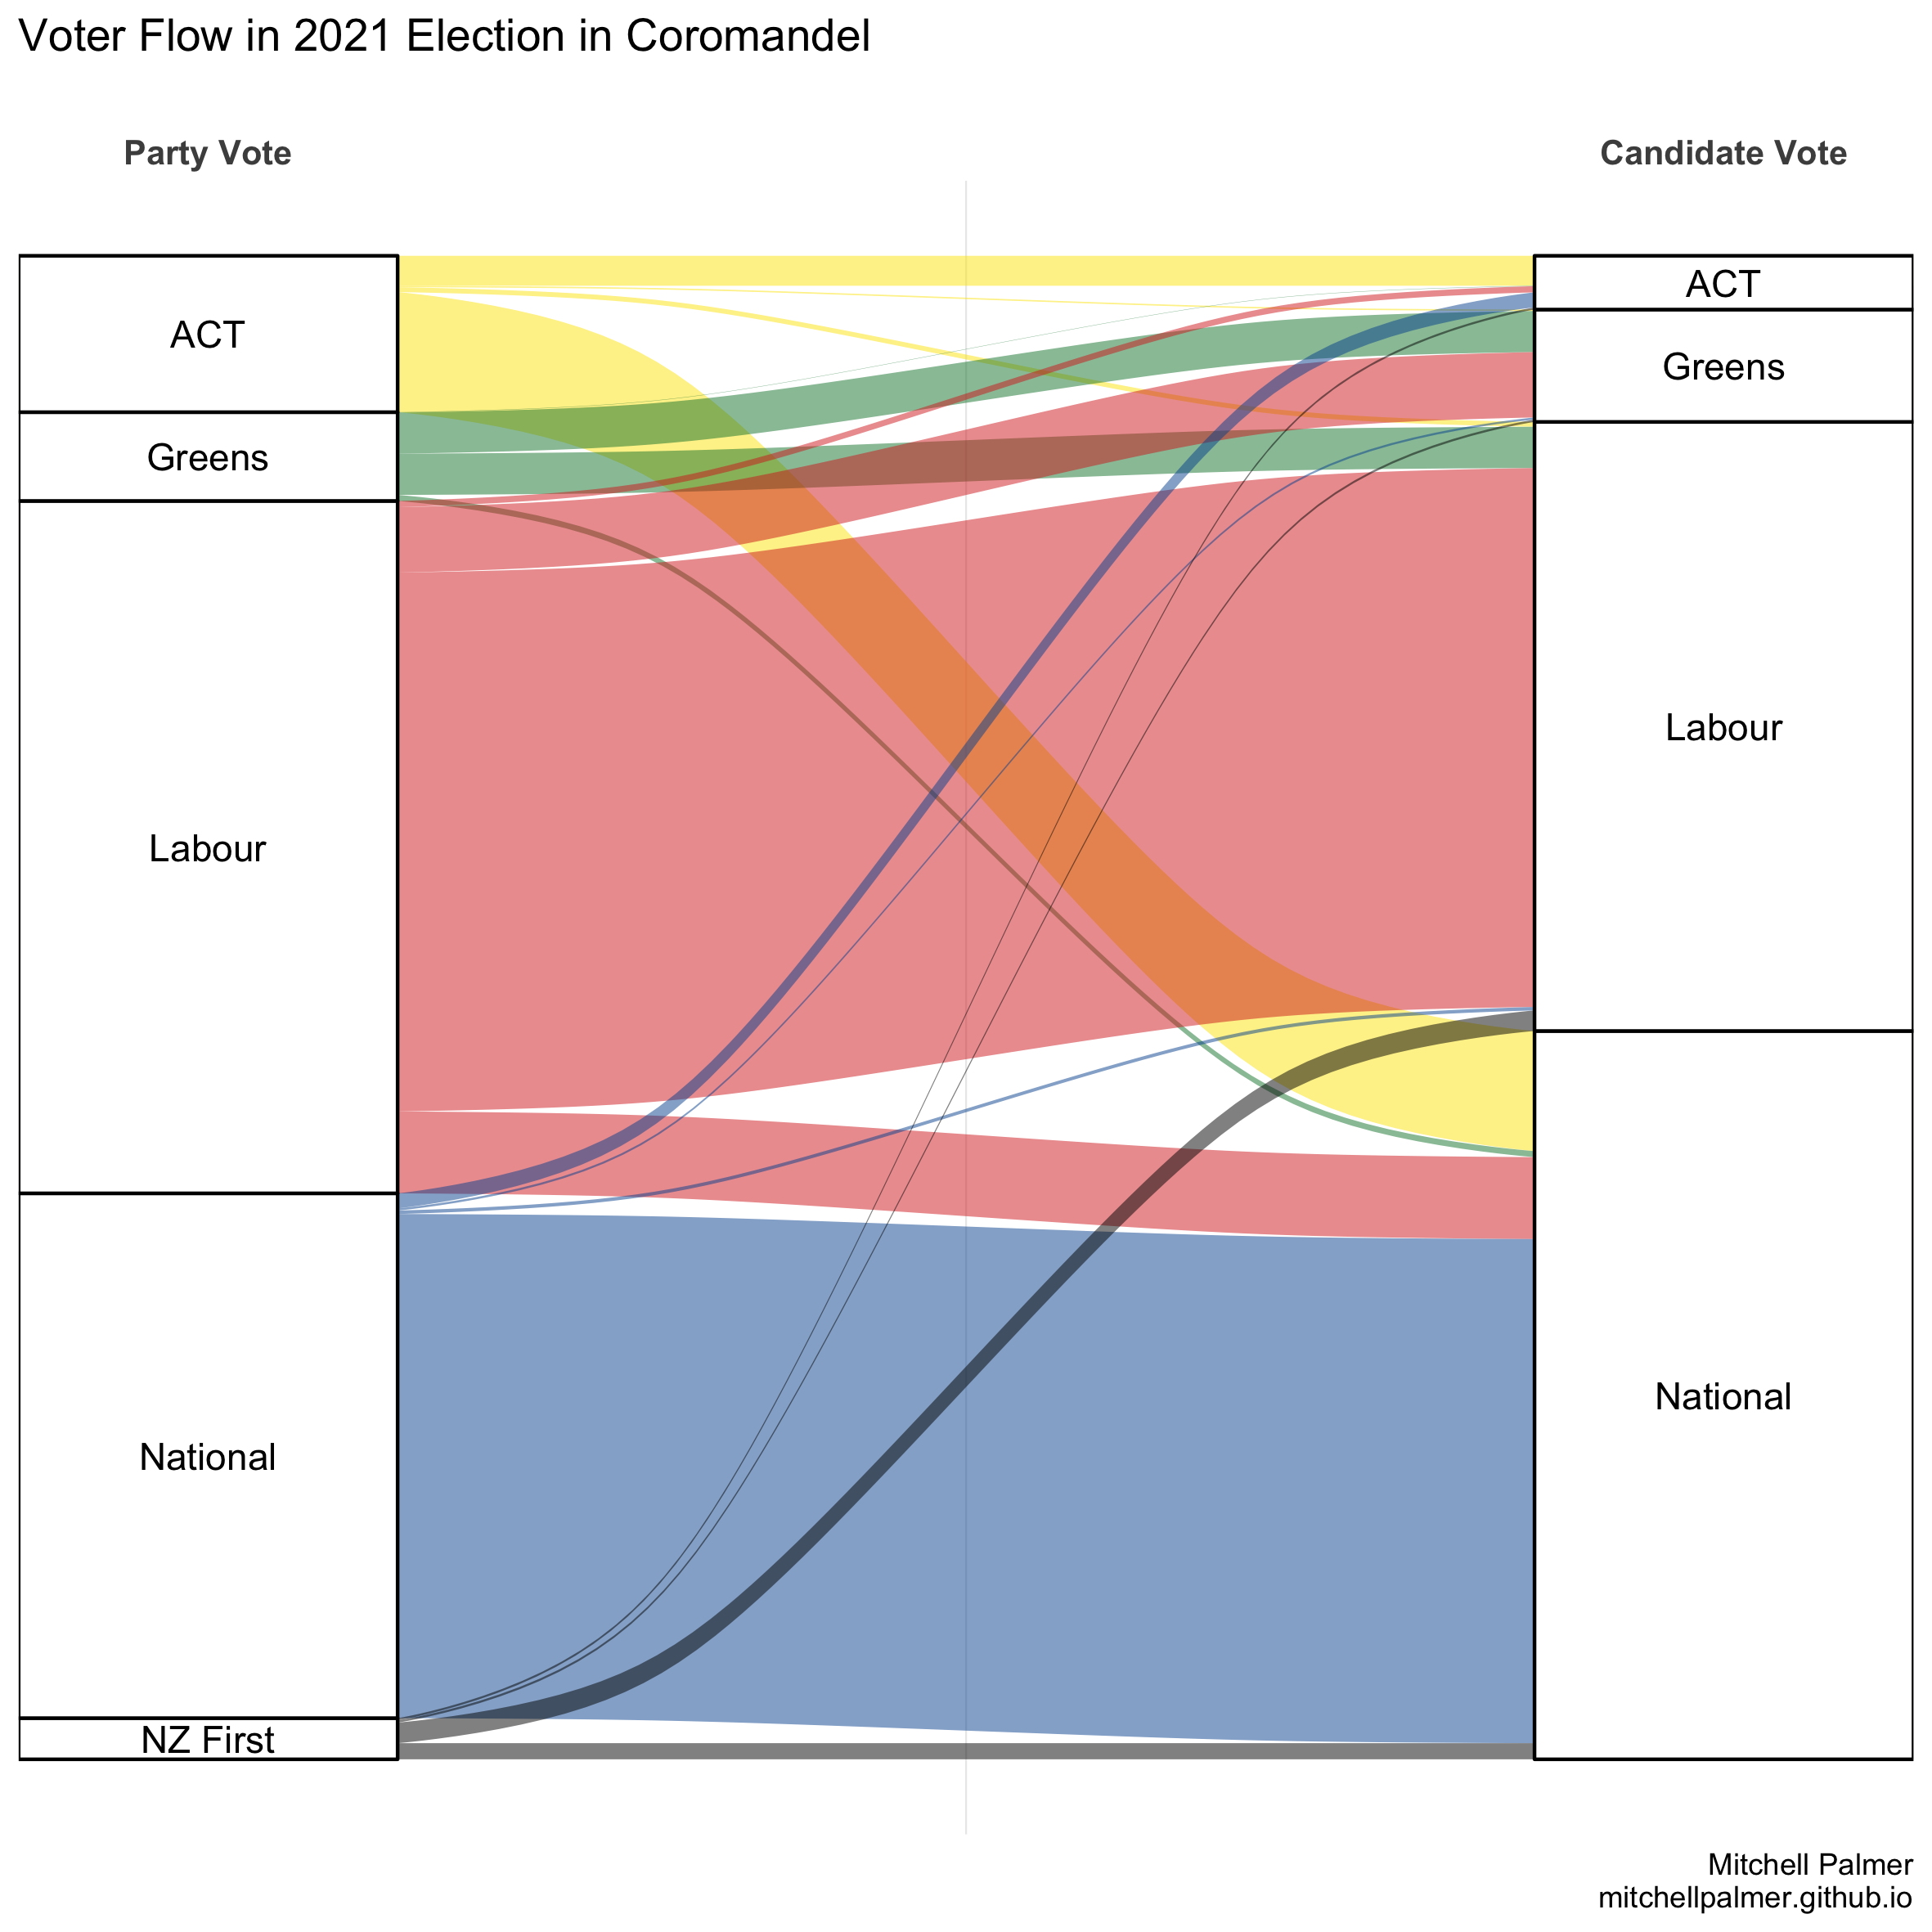 Voter Flow in 2021 Election in Coromandel
Party Vote
Candidate Vote
ACT
Greens
Labour
National
NZ First
ACT
Greens
Labour
National
Mitchell Palmer
mitchellpalmer.github.io